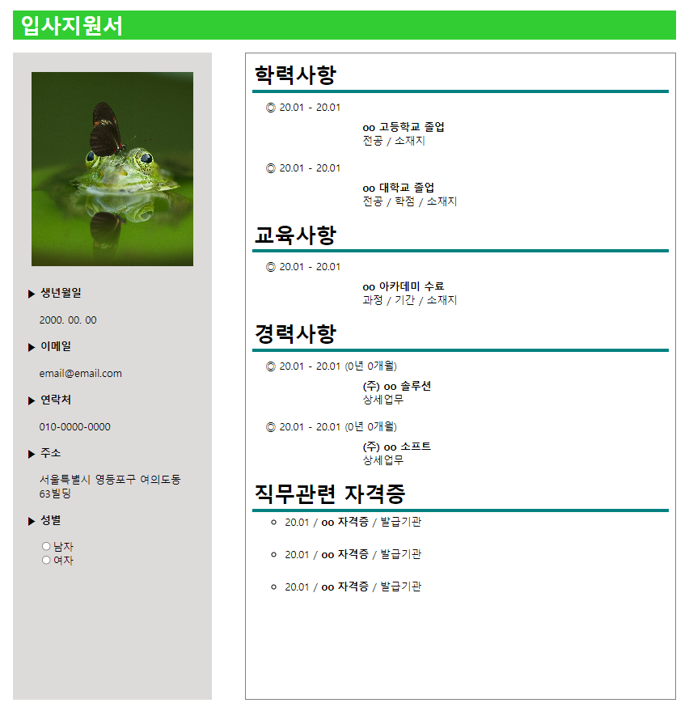 입사지원서
▶ 생년월일
2000. 00. 00
▶ 이메일
email@email.com
▶ 연락처
010-0000-0000
▶ 주소
서울특별시 영등포구 여의도동
63빌딩
▶ 성별
남자
여자
학력사항
◎ 20.01 - 20.01
oo 고등학교 졸업
전공 / 소재지
◎ 20.01 - 20.01
oo 대학교 졸업
전공 / 학점 / 소재지
교육사항
◎ 20.01 - 20.01
oo 아카데미 수료
과정 / 기간 / 소재지
경력사항
◎ 20.01 - 20.01 (0년 0개월)
(주) oo 솔루션
상세업무
◎ 20.01 - 20.01 (0년 0개월)
(주) oo 소프트
상세업무
직무관련 자격증
20.01 / oo 자격증 / 발급기관
20.01 / oo 자격증 / 발급기관
20.01 / oo 자격증 / 발급기관